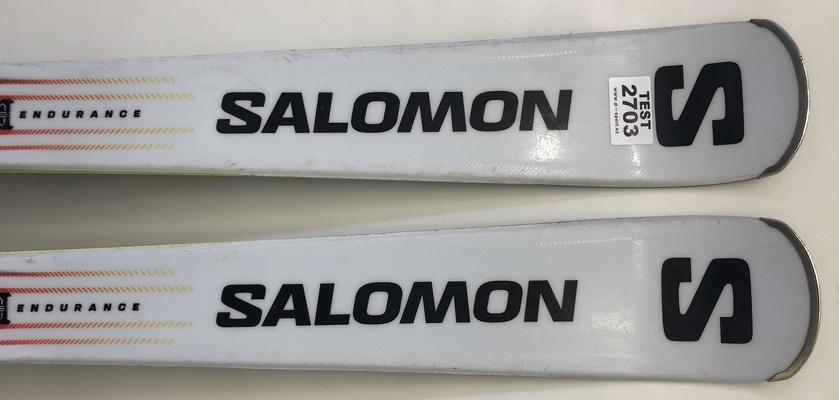 ENDURANCE
SALOMON
TEST
2703
S
ENDURANCE
SALOMON
S